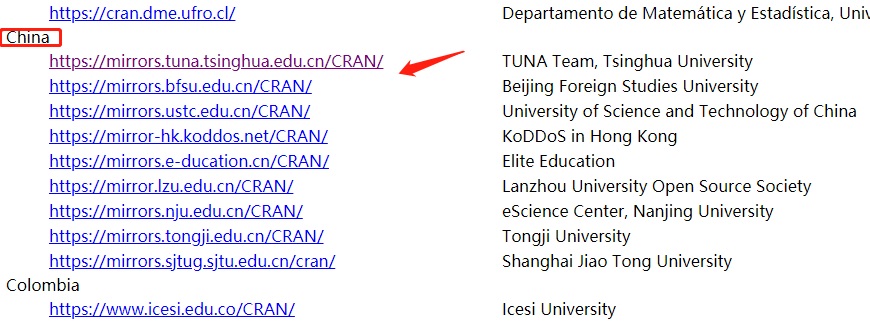 https://cran.dme.ufro.cl/ Departamento de Matemática y Estadística,
China
https://mirrors.tuna.tsinghua.edu.cn/CRAN/ TUNA Team, Tsinghua University
https://mirrors.bfsu.edu.cn/CRAN/ Beijing Foreign Studies University
https://mirrors.ustc.edu.cn/CRAN/ University of Science and Technology of China
https://mirror-hk.koddos.net/CRAN/ KoDDoS in Hong Kong
https://mirrors.e-ducation.cn/CRAN/ Elite Education
https://mirror.lzu.edu.cn/CRAN/ Lanzhou University Open Source Society
https://mirrors.nju.edu.cn/CRAN/ eScience Center, Nanjing University
https://mirrors.tongji.edu.cn/CRAN/ Tongji University
https://mirrors.sjtug.sjtu.edu.cn/cran/ Shanghai Jiao Tong University
Colombia
https://www.icesi.edu.co/CRAN/ Icesi University